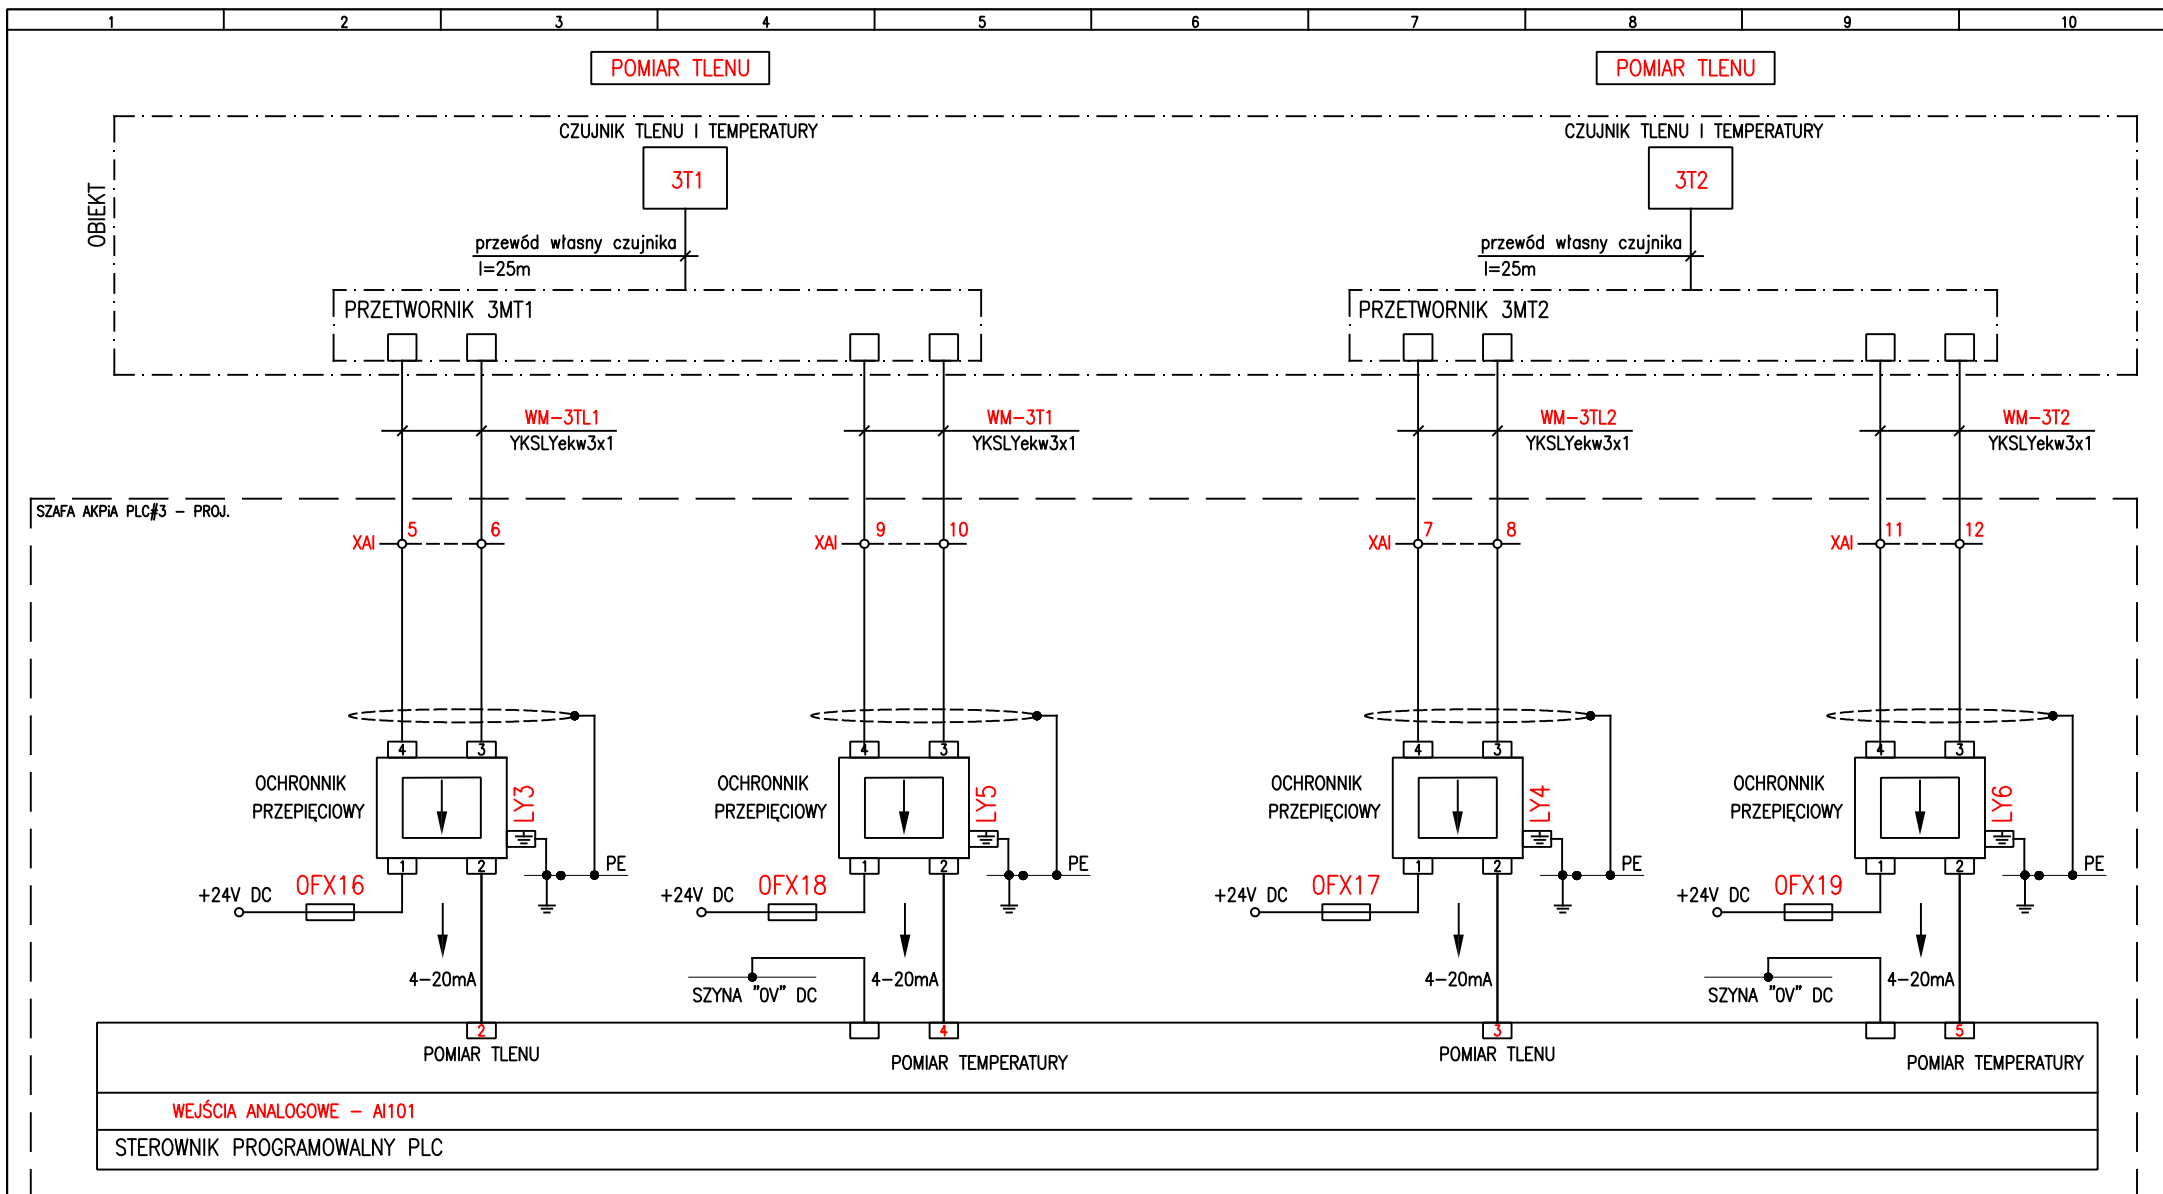 1 2 3 4 5 6 7 8 9 10
POMIAR TLENU
POMIAR TLENU
CZUJNIK TLENU I TEMPERATURY
CZUJNIK TLENU I TEMPERATURY
OBIEKT
3T1
3T2
przewód własny czujnika
l=25m
przewód własny czujnika
l=25m
PRZETWORNIK 3MT1
PRZETWORNIK 3MT2
WM-3TL1
YKSLYekw3x1
WM-3T1
YKSLYekw3x1
WM-3TL2
YKSLYekw3x1
WM-3T2
YKSLYekw3x1
SZAFA AKPiA PLC#3 - PROJ.
XAI 5 6
XAI 9 10
XAI 7 8
XAI 11 12
4 3
4 3
4 3
4 3
OCHRONNIK
PRZEPIĘCIOWY
LY3
OCHRONNIK
PRZEPIĘCIOWY
LY5
OCHRONNIK
PRZEPIĘCIOWY
LY4
OCHRONNIK
PRZEPIĘCIOWY
LY6
1 2
PE
1 2
PE
1 2
PE
1 2
PE
+24V DC
OFX16
+24V DC
OFX18
+24V DC
OFX17
+24V DC
OFX19
4-20mA
SZYNA "0V" DC
4-20mA
4-20mA
SZYNA "0V" DC
4-20mA
2
4
3
5
POMIAR TLENU
POMIAR TEMPERATURY
POMIAR TLENU
POMIAR TEMPERATURY
WEJŚCIA ANALOGOWE - AI101
STEROWNIK PROGRAMOWALNY PLC